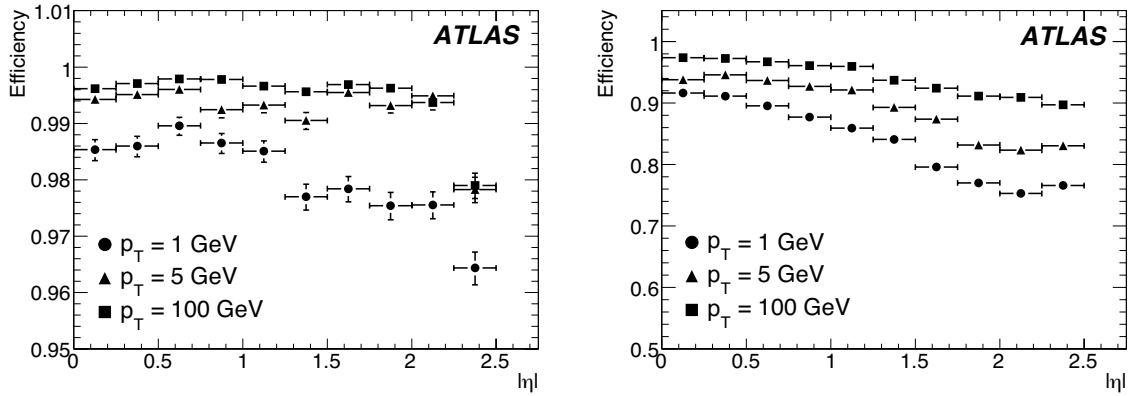 Efficiency
ATLAS
1.01
1
0.99
0.98
0.97
0.96
0.95
p_T = 1 GeV
p_T = 5 GeV
p_T = 100 GeV
0 0.5 1 1.5 2 2.5
|η|
Efficiency
ATLAS
1
0.9
0.8
0.7
0.6
0.5
p_T = 1 GeV
p_T = 5 GeV
p_T = 100 GeV
0 0.5 1 1.5 2 2.5
|η|